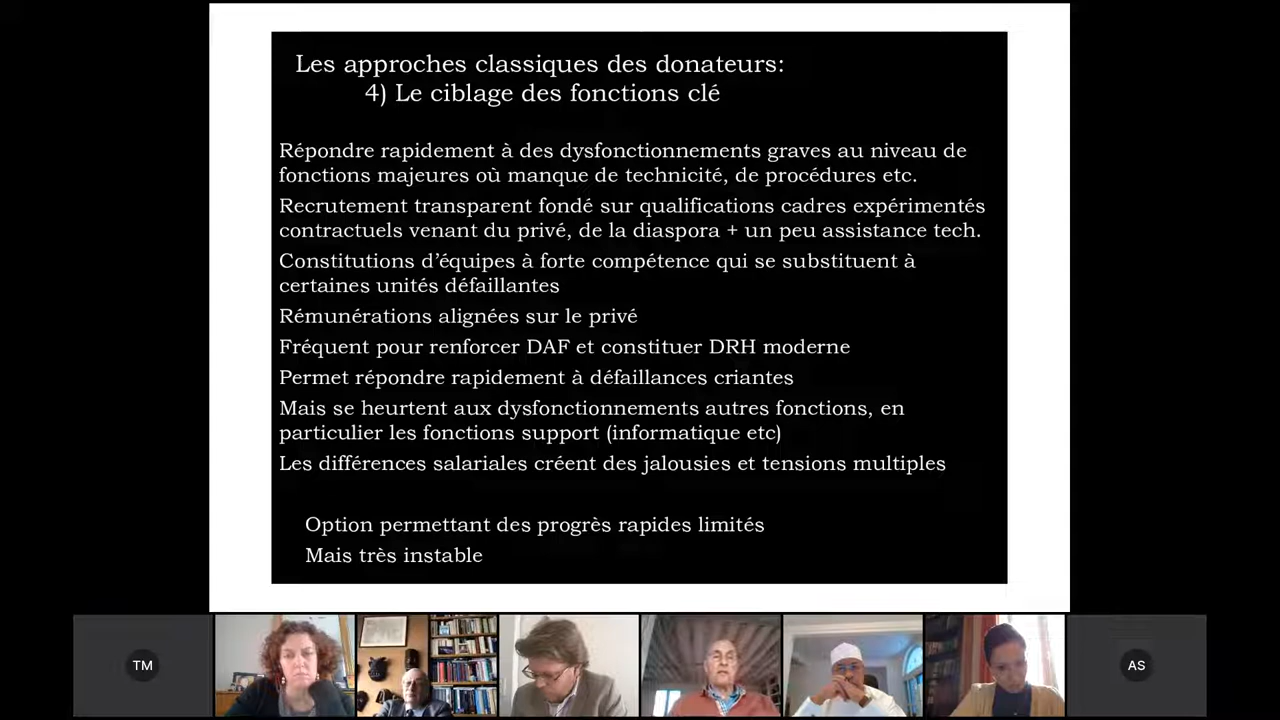 Les approches classiques des donateurs:
4) Le ciblage des fonctions clé
Répondre rapidement à des dysfonctionnements graves au niveau de
fonctions majeures où manque de technicité, de procédures etc.
Recrutement transparent fondé sur qualifications cadres expérimentés
contractuels venant du privé, de la diaspora + un peu assistance tech.
Constitutions d'équipes à forte compétence qui se substituent à
certaines unités défaillantes
Rémunérations alignées sur le privé
Fréquent pour renforcer DAF et constituer DRH moderne
Permet répondre rapidement à défaillances criantes
Mais se heurtent aux dysfonctionnements autres fonctions, en
particulier les fonctions support (informatique etc)
Les différences salariales créent des jalousies et tensions multiples
Option permettant des progrès rapides limités
Mais très instable
TM
AS